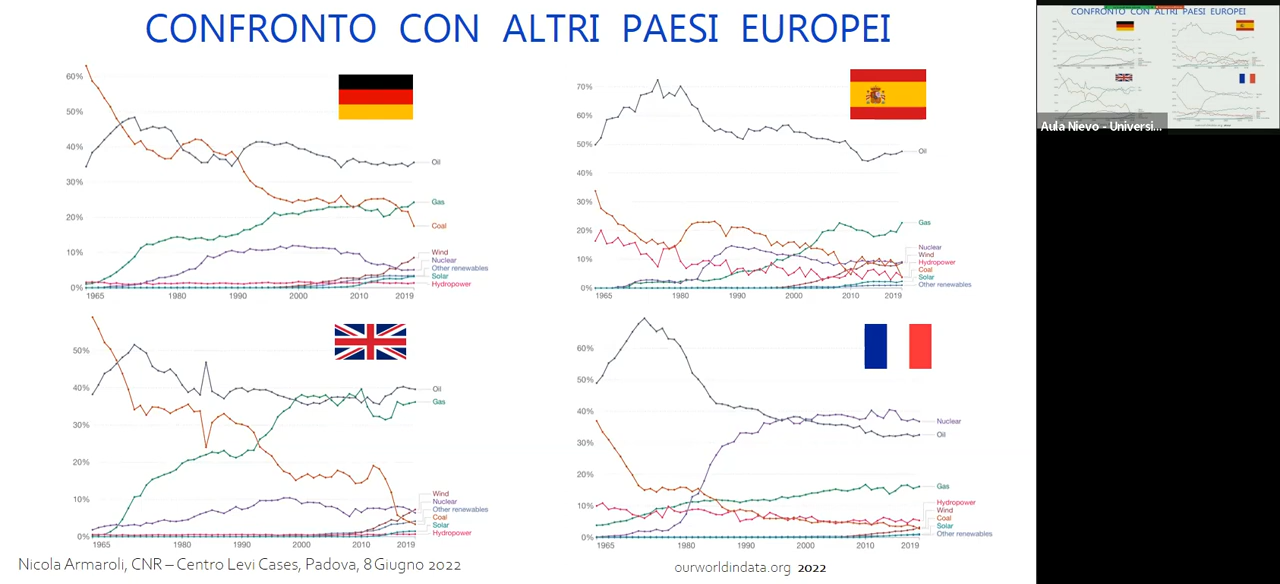 CONFRONTO CON ALTRI PAESI EUROPEI
60%
50%
40%
30%
20%
10%
0%
1965
1980
1990
2000
2010
2019
Oil
Gas
Coal
Wind
Nuclear
Other renewables
Solar
Hydropower
70%
60%
50%
40%
30%
20%
10%
0%
1965
1980
1990
2000
2010
2019
Oil
Gas
Nuclear
Wind
Hydropower
Coal
Solar
Other renewables
50%
40%
30%
20%
10%
0%
1965
1980
1990
2000
2010
2019
Oil
Gas
Wind
Nuclear
Other renewables
Coal
Solar
Hydropower
60%
50%
40%
30%
20%
10%
0%
1965
1980
1990
2000
2010
2019
Nuclear
Oil
Gas
Hydropower
Wind
Coal
Solar
Other renewables
Nicola Armaroli, CNR – Centro Levi Cases, Padova, 8 Giugno 2022
ourworldindata.org 2022
CONFRONTO CON ALTRI PAESI EUROPEI
Aula Nievo - Universi...